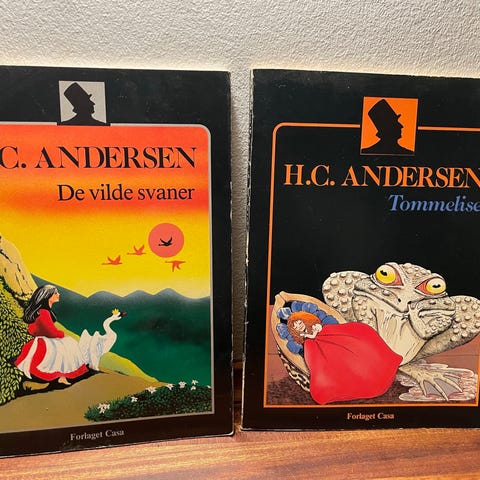 C. ANDERSEN
De vilde svaner
Forlaget Casa
H.C. ANDERSEN
Tommelise
Forlaget Casa